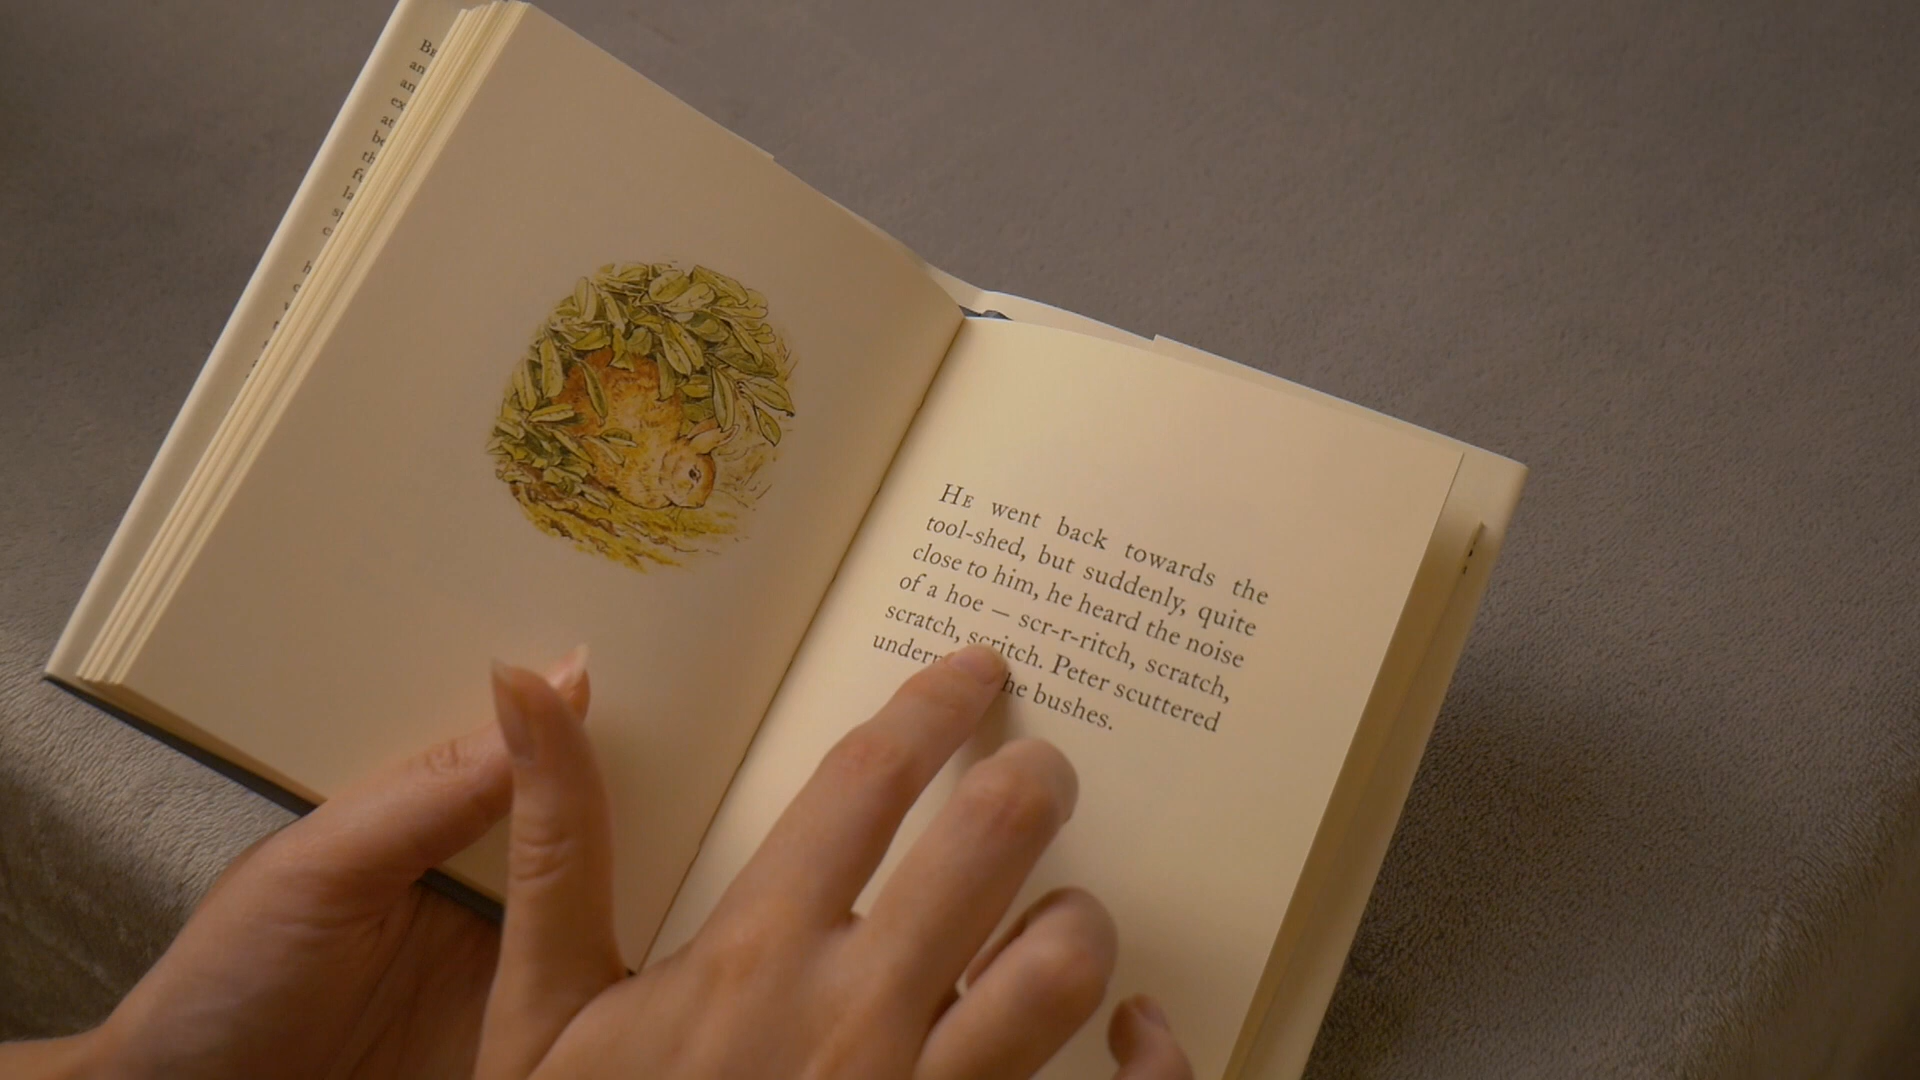 HE went back towards the
tool-shed, but suddenly, quite
close to him, he heard the noise
of a hoe — scr-r-ritch, scratch,
scratch, scritch. Peter scuttered
he bushes.